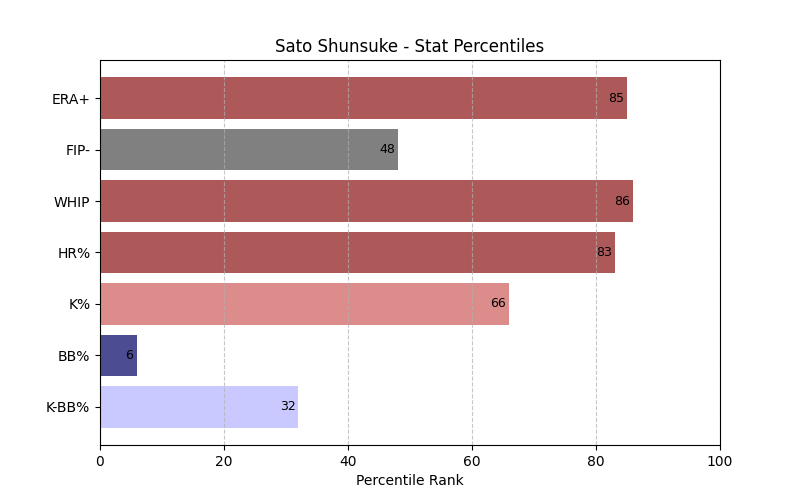 Sato Shunsuke - Stat Percentiles
ERA+ 85
FIP- 48
WHIP 86
HR% 83
K% 66
BB% 6
K-BB% 32
0 20 40 60 80 100
Percentile Rank